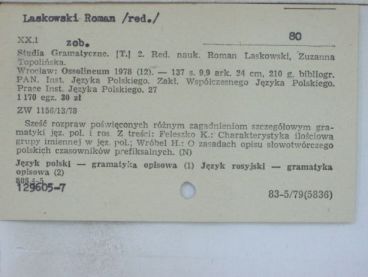 Laskowski Roman /red./
80
XX.1 zob.
Studia Gramatyczne. [T.] 2. Red. nauk. Roman Laskowski, Zuzanna
Topolińska.
Wrocław: Ossolineum 1978 (12). — 137 s. 9,9 ark. 24 cm, 210 g. bibliogr.
PAN. Inst. Języka Polskiego. Zakł. Współczesnego Języka Polskiego.
Prace Inst. Języka Polskiego. 27
1 170 egz. 30 zł
ZW 1156/13/78
Sześć rozpraw poświęconych różnym zagadnieniom szczegółowym gra-
matyki jęz. pol. i ros Z treści: Feleszko K.: Charakterystyka ilościowa
grupy imiennej w jęz. pol.; Wróbel H.: O zasadach opisu słowotwórczego
polskich czasowników prefiksalnych. (N)
Język polski — gramatyka opisowa (1) Język rosyjski — gramatyka
opisowa (2)
129605-7
83-5/79(5836)